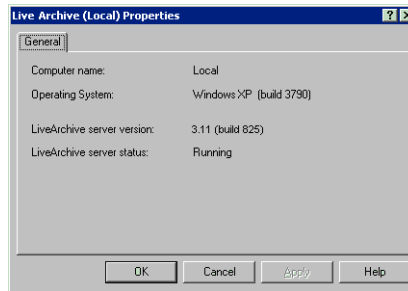 Live Archive (Local) Properties
General
Computer name: Local
Operating System: Windows XP (build 3790)
LiveArchive server version: 3.11 (build 825)
LiveArchive server status: Running
OK Cancel Apply Help